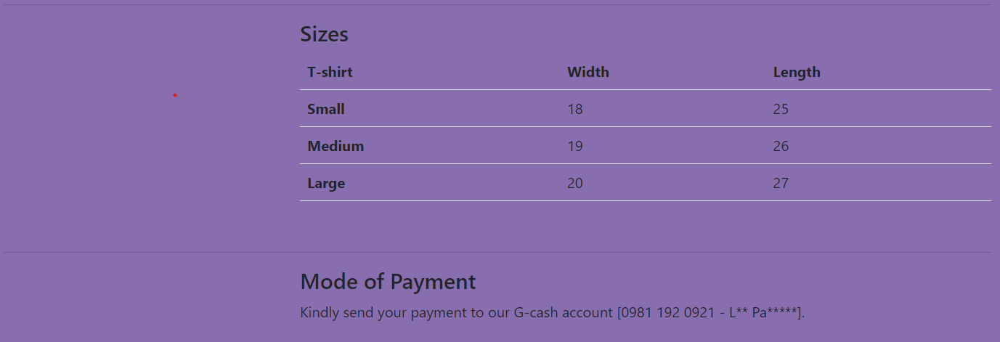 Sizes
T-shirt Width Length
Small 18 25
Medium 19 26
Large 20 27
Mode of Payment
Kindly send your payment to our G-cash account [0981 192 0921 - L** Pa*****].